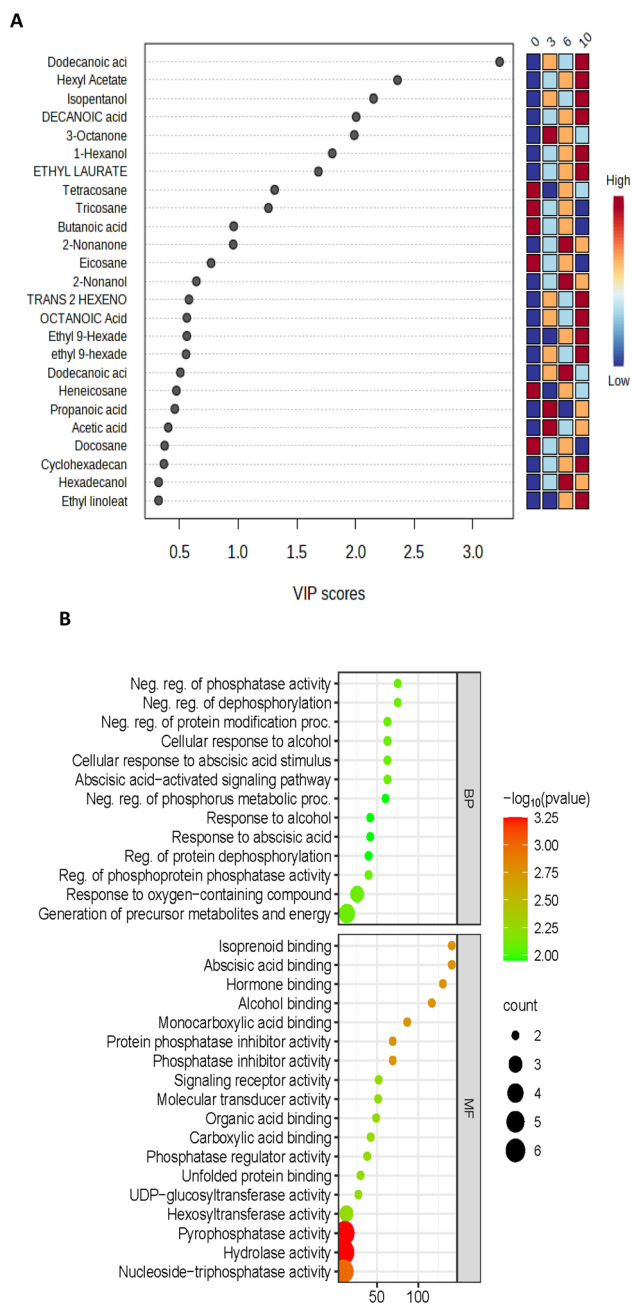 A
0 3 6 10
Dodecanoic aci
Hexyl Acetate
Isopentanol
DECANOIC acid
3-Octanone
1-Hexanol
ETHYL LAURATE
Tetracosane
Tricosane
Butanoic acid
2-Nonanone
Eicosane
2-Nonanol
TRANS 2 HEXENO
OCTANOIC Acid
Ethyl 9-Hexade
ethyl 9-hexade
Dodecanoic aci
Heneicosane
Propanoic acid
Acetic acid
Docosane
Cyclohexadecan
Hexadecanol
Ethyl linoleat
High
Low
0.5 1.0 1.5 2.0 2.5 3.0
VIP scores
B
Neg. reg. of phosphatase activity
Neg. reg. of dephosphorylation
Neg. reg. of protein modification proc.
Cellular response to alcohol
Cellular response to abscisic acid stimulus
Abscisic acid−activated signaling pathway
Neg. reg. of phosphorus metabolic proc.
Response to alcohol
Response to abscisic acid
Reg. of protein dephosphorylation
Reg. of phosphoprotein phosphatase activity
Response to oxygen−containing compound
Generation of precursor metabolites and energy
BP
Isoprenoid binding
Abscisic acid binding
Hormone binding
Alcohol binding
Monocarboxylic acid binding
Protein phosphatase inhibitor activity
Phosphatase inhibitor activity
Signaling receptor activity
Molecular transducer activity
Organic acid binding
Carboxylic acid binding
Phosphatase regulator activity
Unfolded protein binding
UDP−glucosyltransferase activity
Hexosyltransferase activity
Pyrophosphatase activity
Hydrolase activity
Nucleoside−triphosphatase activity
MF
50 100
−log10(pvalue)
3.25
3.00
2.75
2.50
2.25
2.00
count
2
3
4
5
6